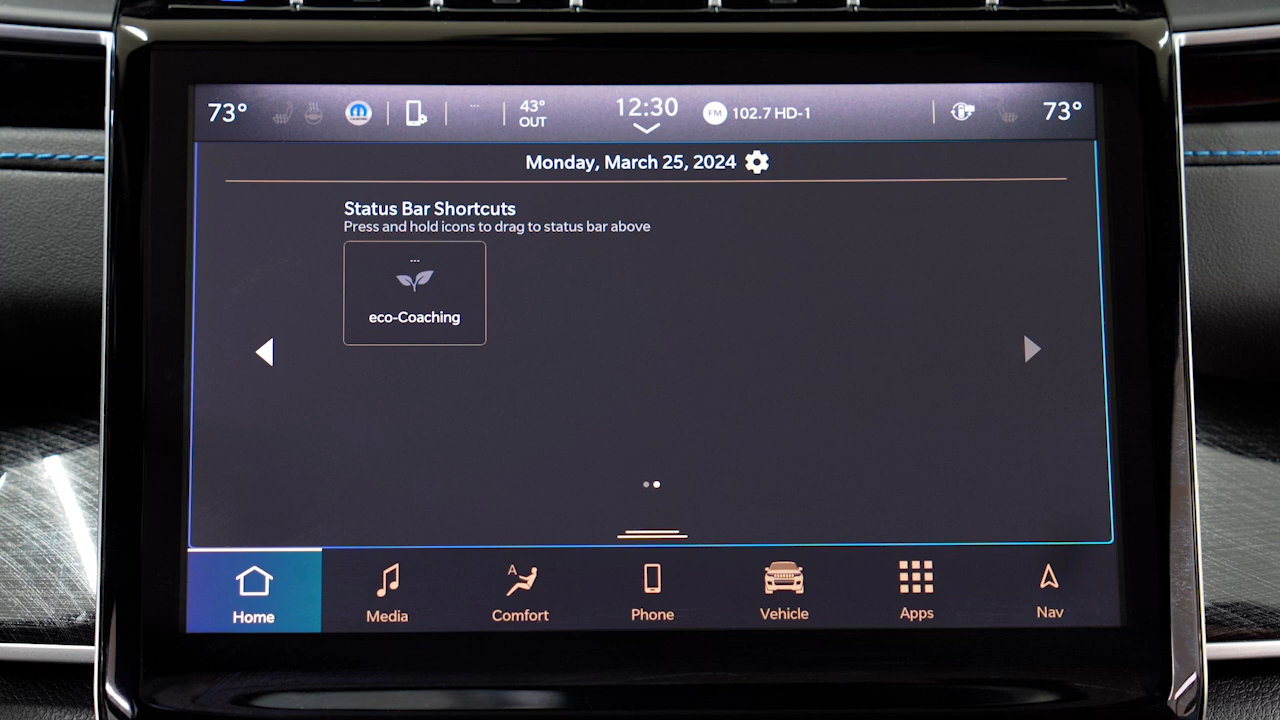 73°
43°
OUT
12:30
FM
102.7 HD-1
73°
Monday, March 25, 2024
Status Bar Shortcuts
Press and hold icons to drag to status bar above
---
eco-Coaching
Home
Media
A
Comfort
Phone
Vehicle
Apps
Nav